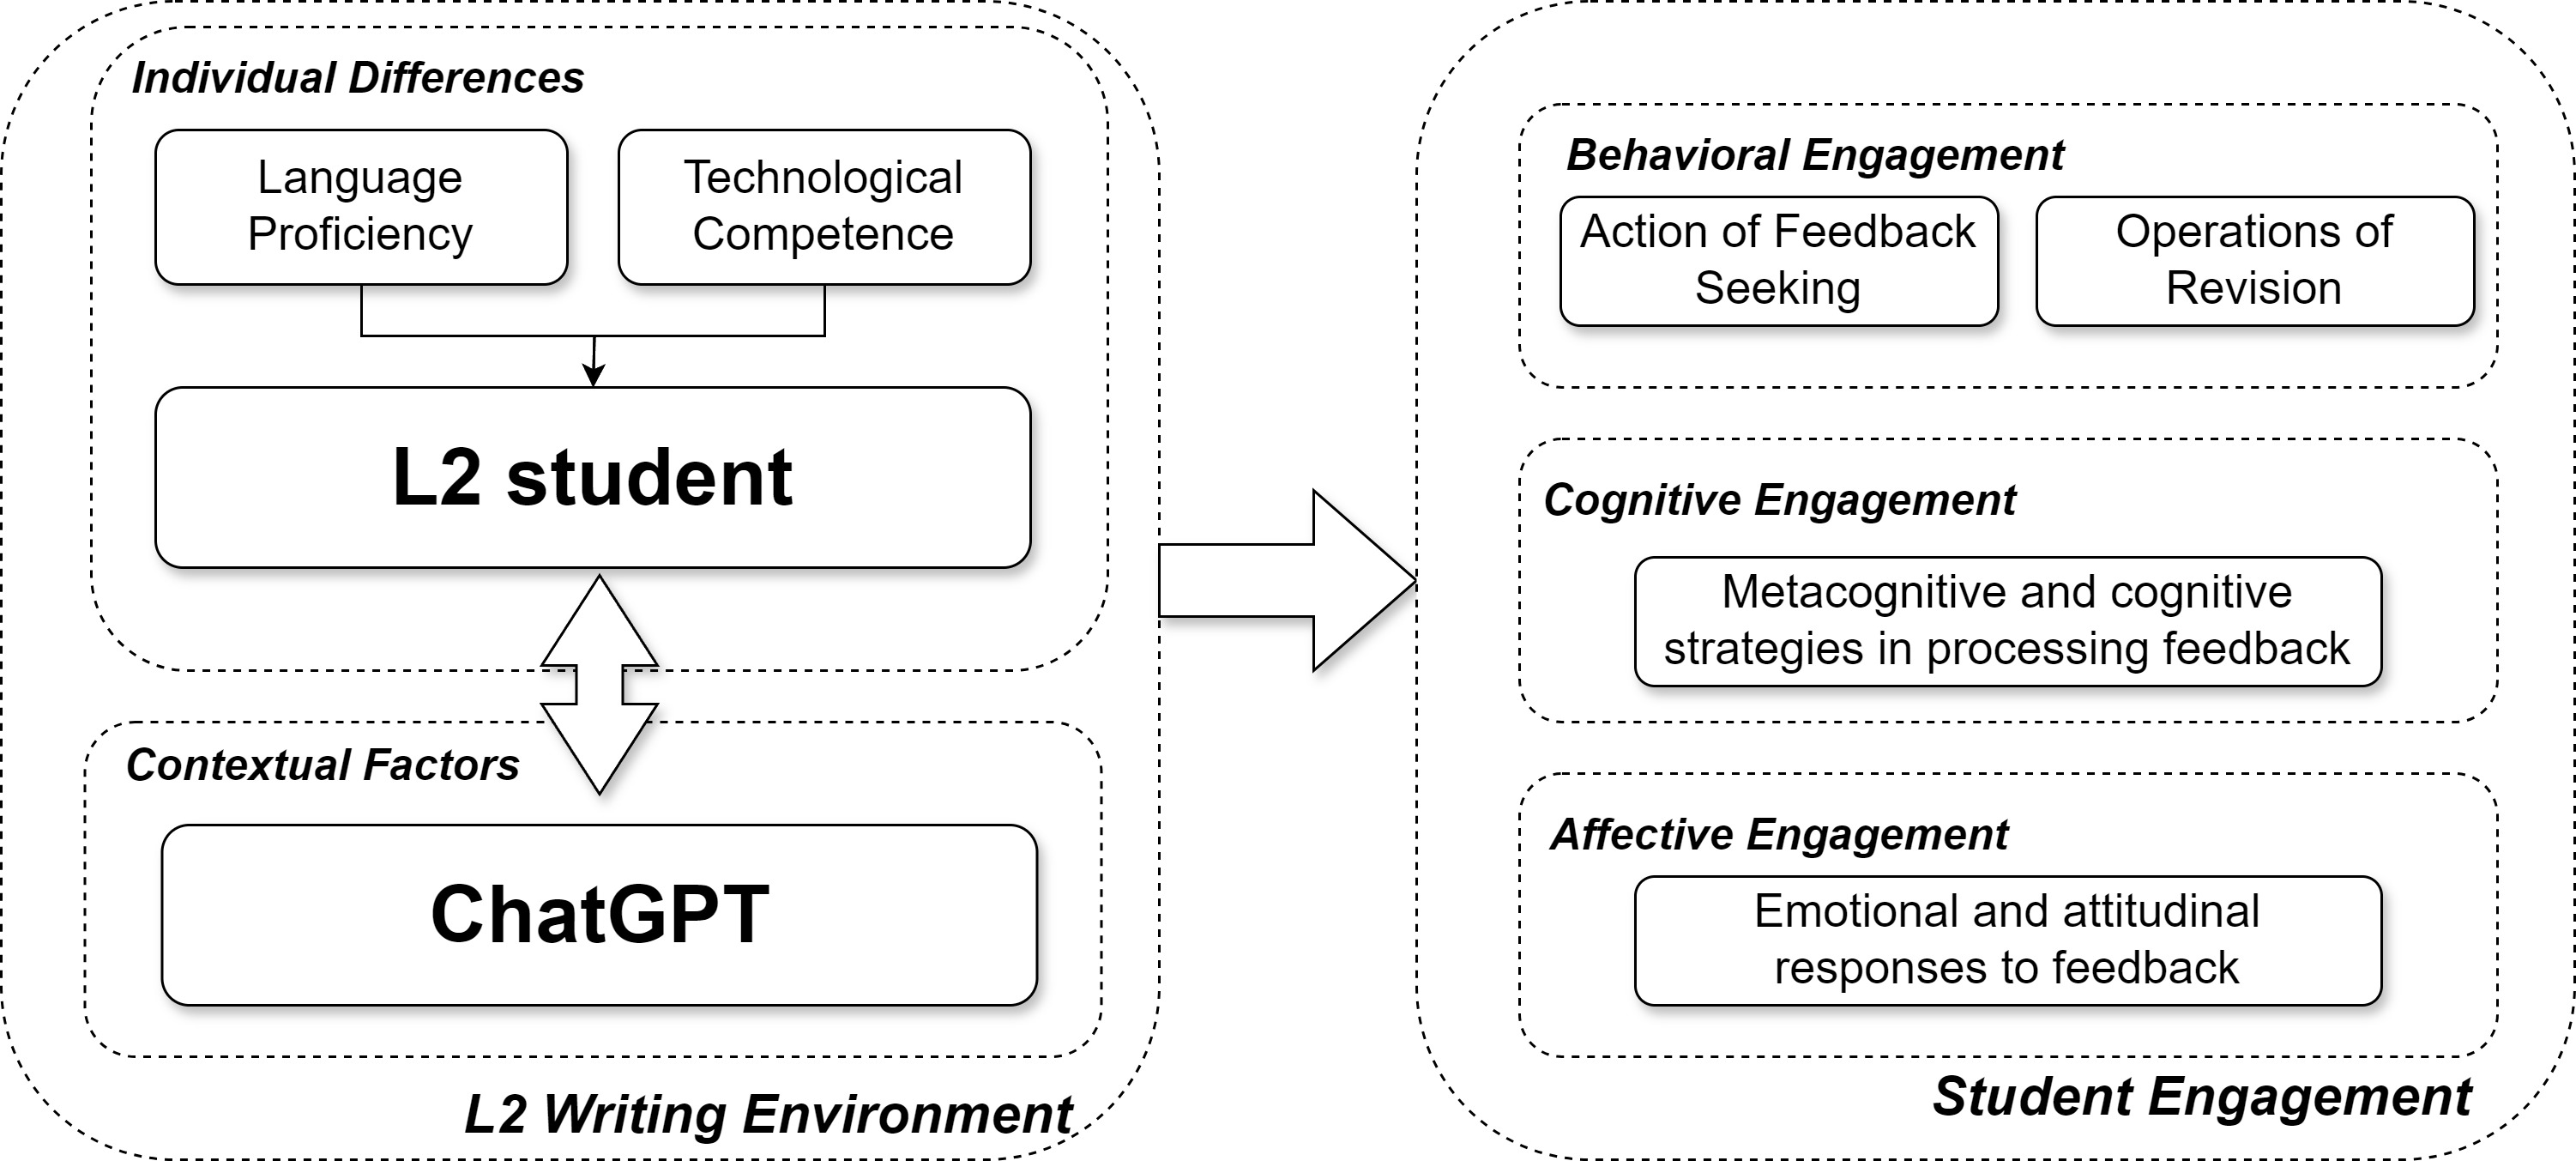 Individual Differences
Language
Proficiency
Technological
Competence
L2 student
Contextual Factors
ChatGPT
L2 Writing Environment
Behavioral Engagement
Action of Feedback
Seeking
Operations of
Revision
Cognitive Engagement
Metacognitive and cognitive
strategies in processing feedback
Affective Engagement
Emotional and attitudinal
responses to feedback
Student Engagement